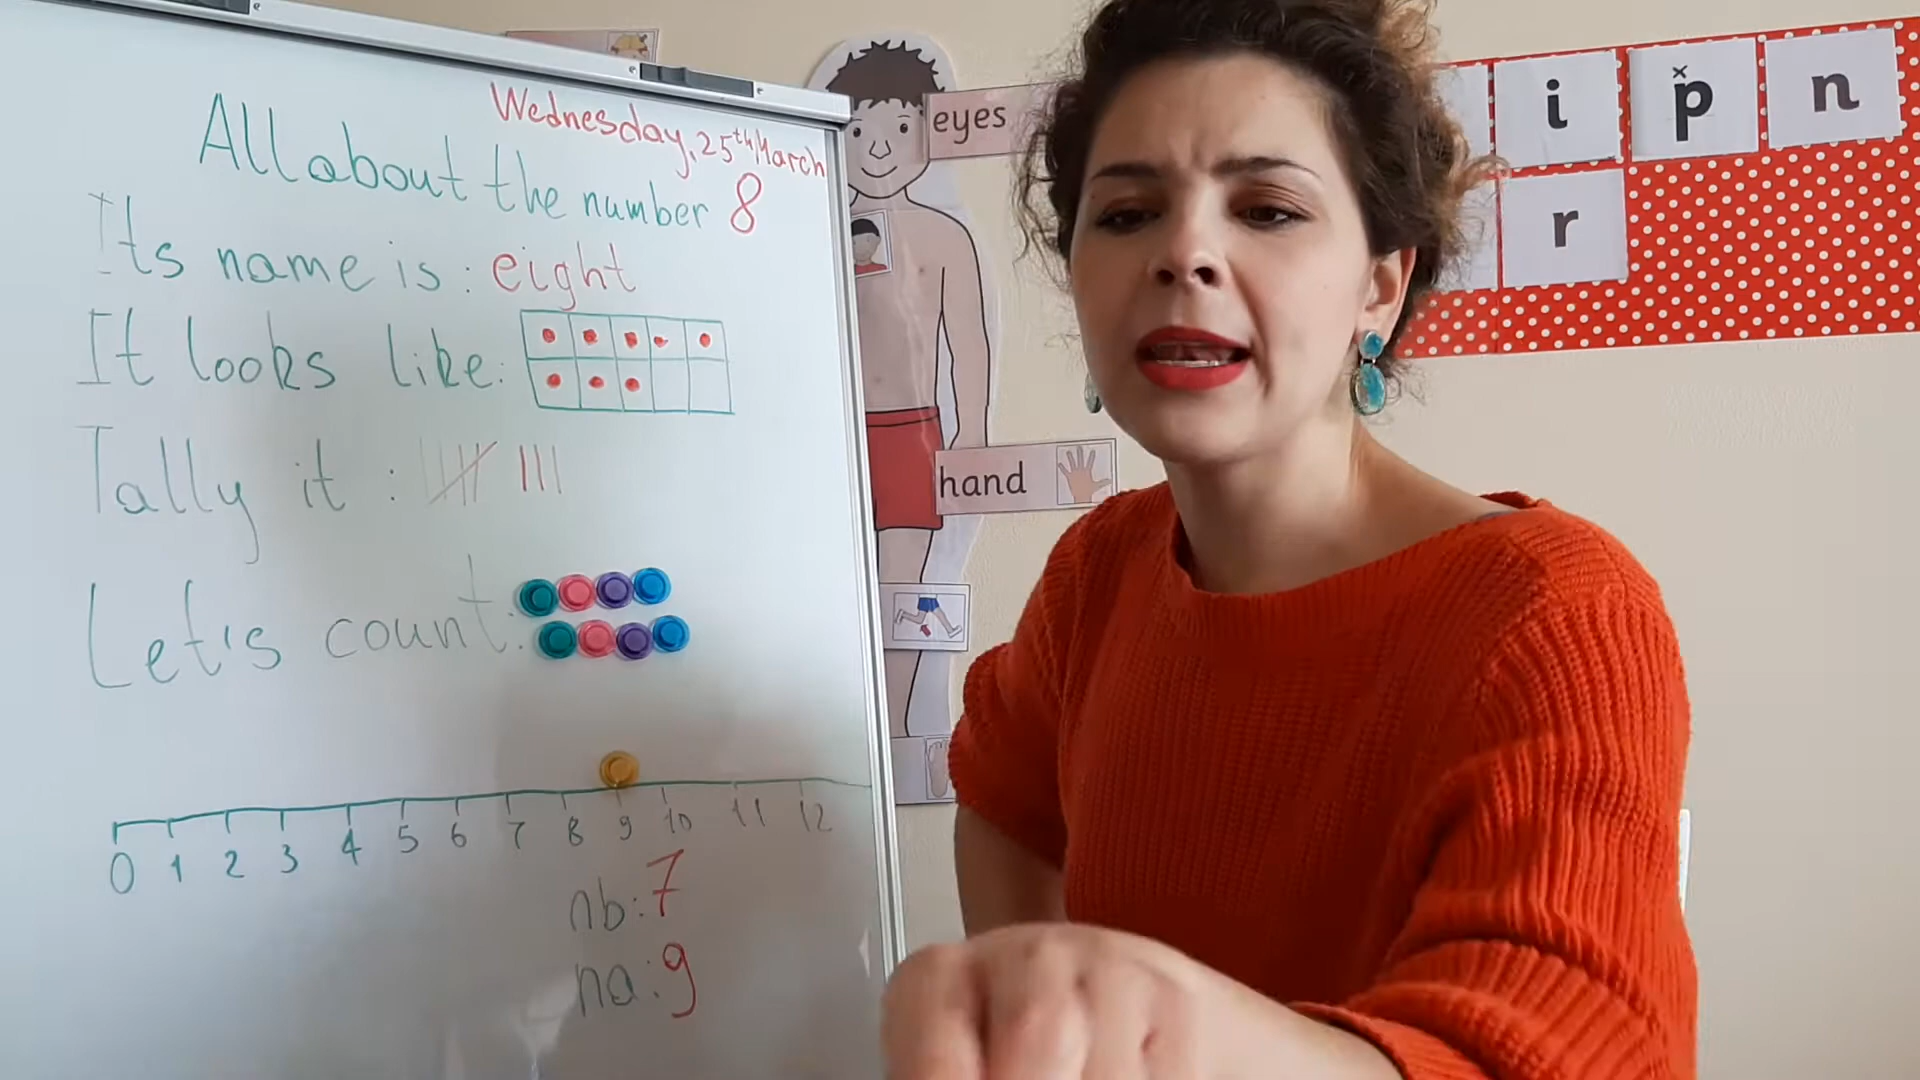 Wednesday, 25th March
All about the number 8
Its name is: eight
It looks like:
Tally it:
Let's count:
0 1 2 3 4 5 6 7 8 9 10 11 12
nb: 7
na: 9
eyes
hand
i p n
r